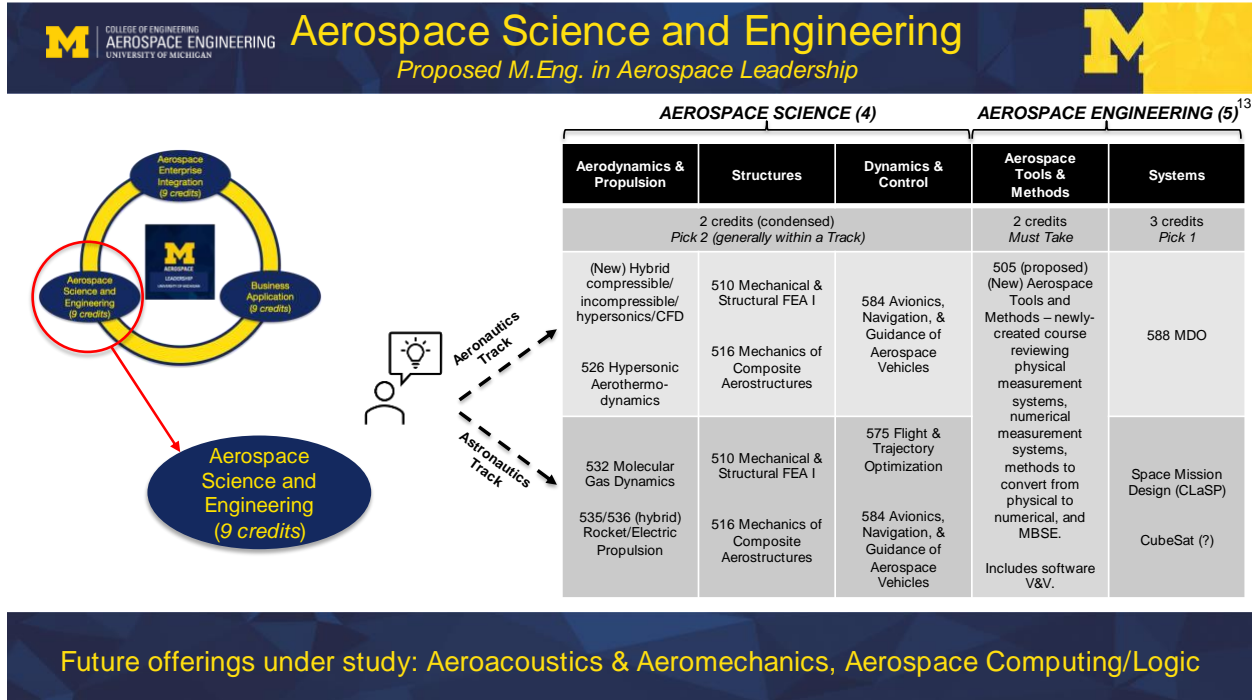 COLLEGE OF ENGINEERING
AEROSPACE ENGINEERING
UNIVERSITY OF MICHIGAN
Aerospace Science and Engineering
Proposed M.Eng. in Aerospace Leadership
M
M
13
Aerospace
Enterprise
Integration
(9 credits)
M
AEROSPACE
LEADERSHIP
UNIVERSITY OF MICHIGAN
Aerospace
Science and
Engineering
(9 credits)
Business
Application
(9 credits)
Aerospace
Science and
Engineering
(9 credits)
Aeronautics
Track
Astronautics
Track
AEROSPACE SCIENCE (4)
AEROSPACE ENGINEERING (5)
Aerodynamics &
Propulsion
Structures
Dynamics &
Control
Aerospace
Tools &
Methods
Systems
2 credits (condensed)
Pick 2 (generally within a Track)
2 credits
Must Take
3 credits
Pick 1
(New) Hybrid
compressible/
incompressible/
hypersonics/CFD
526 Hypersonic
Aerothermo-
dynamics
510 Mechanical &
Structural FEA I
516 Mechanics of
Composite
Aerostructures
584 Avionics,
Navigation, &
Guidance of
Aerospace
Vehicles
505 (proposed)
(New) Aerospace
Tools and
Methods – newly-
created course
reviewing
physical
measurement
systems,
numerical
measurement
systems,
methods to
convert from
physical to
numerical, and
MBSE.
Includes software
V&V.
588 MDO
532 Molecular
Gas Dynamics
535/536 (hybrid)
Rocket/Electric
Propulsion
510 Mechanical &
Structural FEA I
516 Mechanics of
Composite
Aerostructures
575 Flight &
Trajectory
Optimization
584 Avionics,
Navigation, &
Guidance of
Aerospace
Vehicles
Space Mission
Design (CLaSP)
CubeSat (?)
Future offerings under study: Aeroacoustics & Aeromechanics, Aerospace Computing/Logic